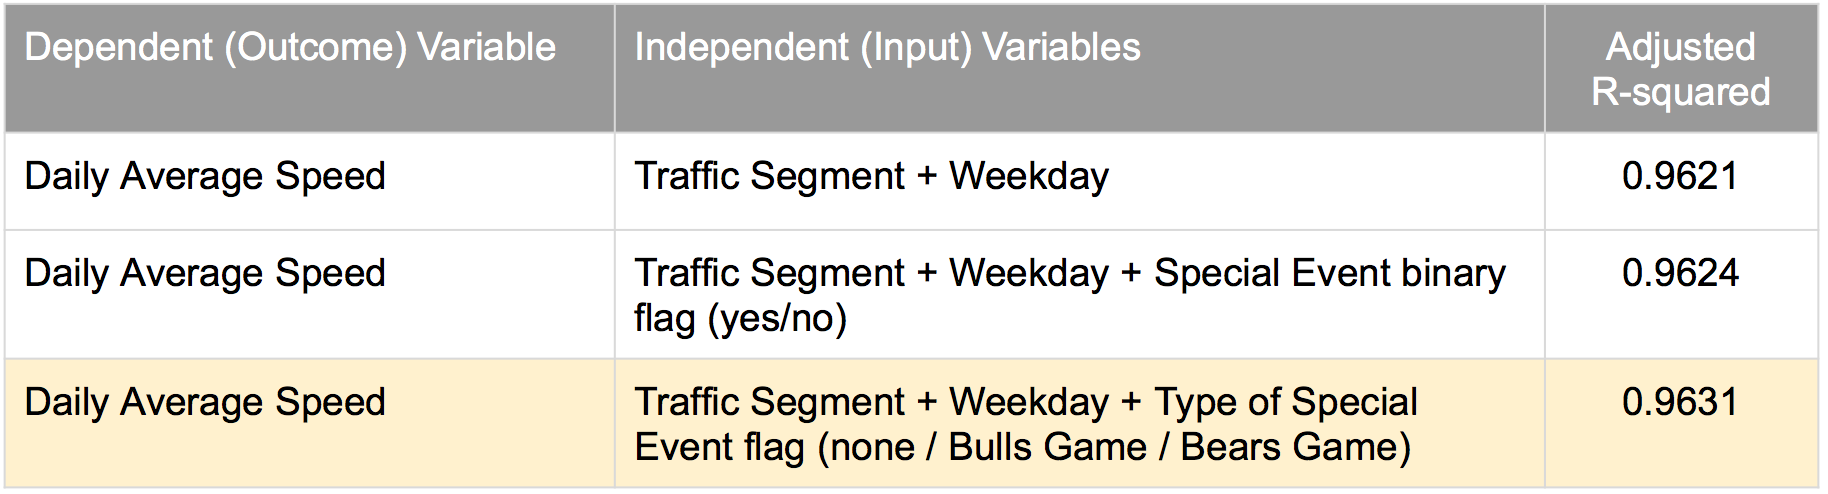 Dependent (Outcome) Variable
Independent (Input) Variables
Adjusted
R-squared
Daily Average Speed
Traffic Segment + Weekday
0.9621
Daily Average Speed
Traffic Segment + Weekday + Special Event binary
flag (yes/no)
0.9624
Daily Average Speed
Traffic Segment + Weekday + Type of Special
Event flag (none / Bulls Game / Bears Game)
0.9631